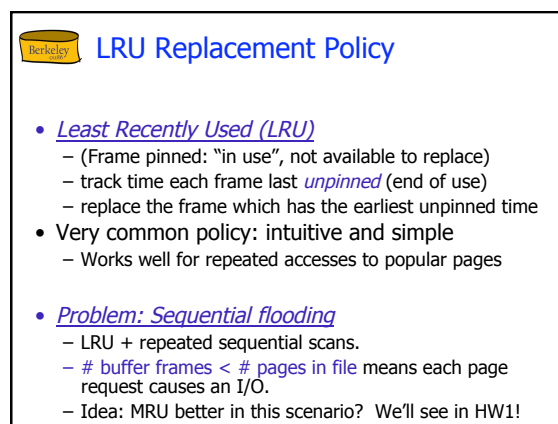 Berkeley
LRU Replacement Policy
• Least Recently Used (LRU)
– (Frame pinned: “in use”, not available to replace)
– track time each frame last unpinned (end of use)
– replace the frame which has the earliest unpinned time
• Very common policy: intuitive and simple
– Works well for repeated accesses to popular pages
• Problem: Sequential flooding
– LRU + repeated sequential scans.
– # buffer frames < # pages in file means each page
request causes an I/O.
– Idea: MRU better in this scenario? We’ll see in HW1!